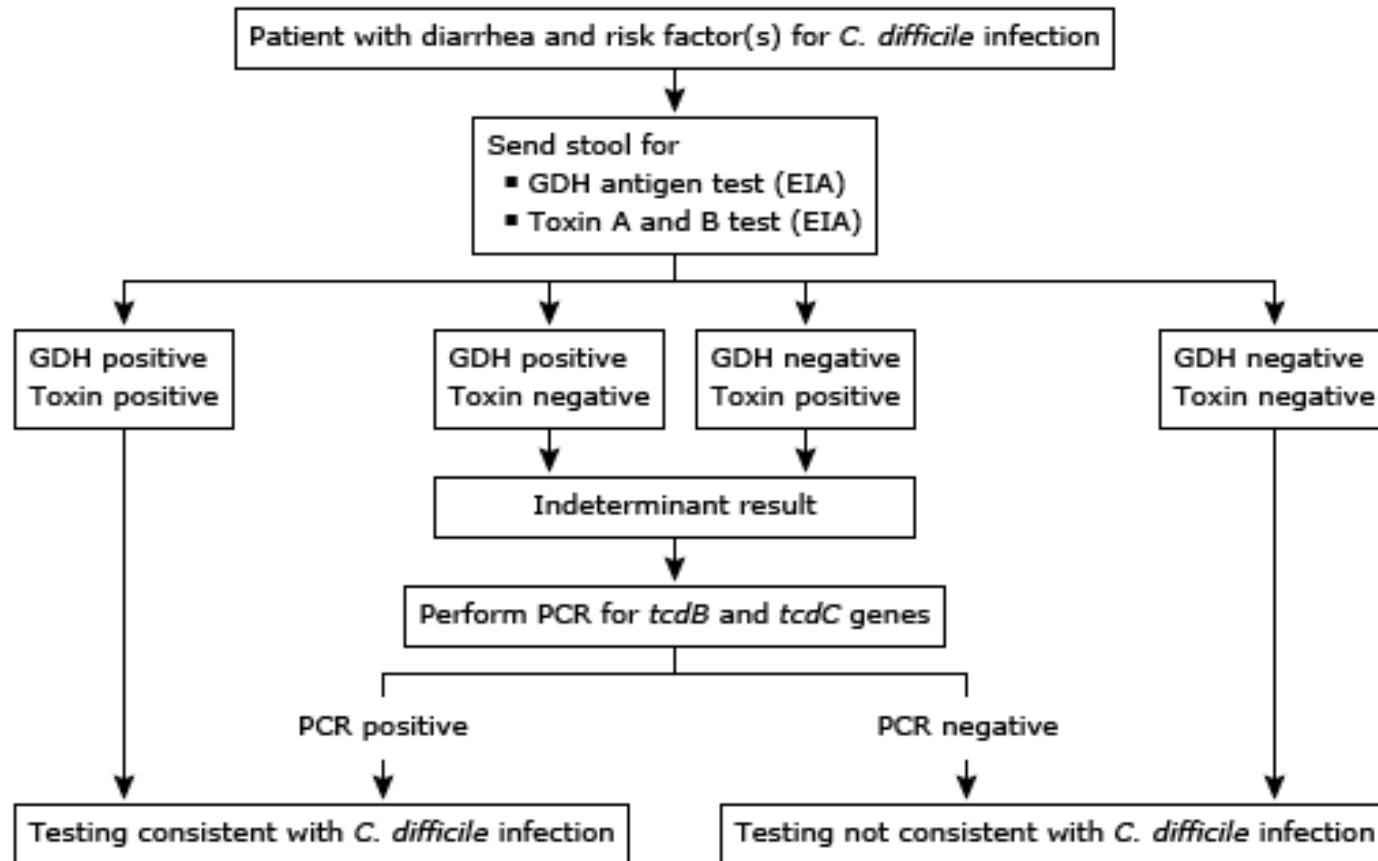 Patient with diarrhea and risk factor(s) for C. difficile infection
Send stool for
▪ GDH antigen test (EIA)
▪ Toxin A and B test (EIA)
GDH positive
Toxin positive
GDH positive
Toxin negative
GDH negative
Toxin positive
GDH negative
Toxin negative
Indeterminant result
Perform PCR for tcdB and tcdC genes
PCR positive
PCR negative
Testing consistent with C. difficile infection
Testing not consistent with C. difficile infection